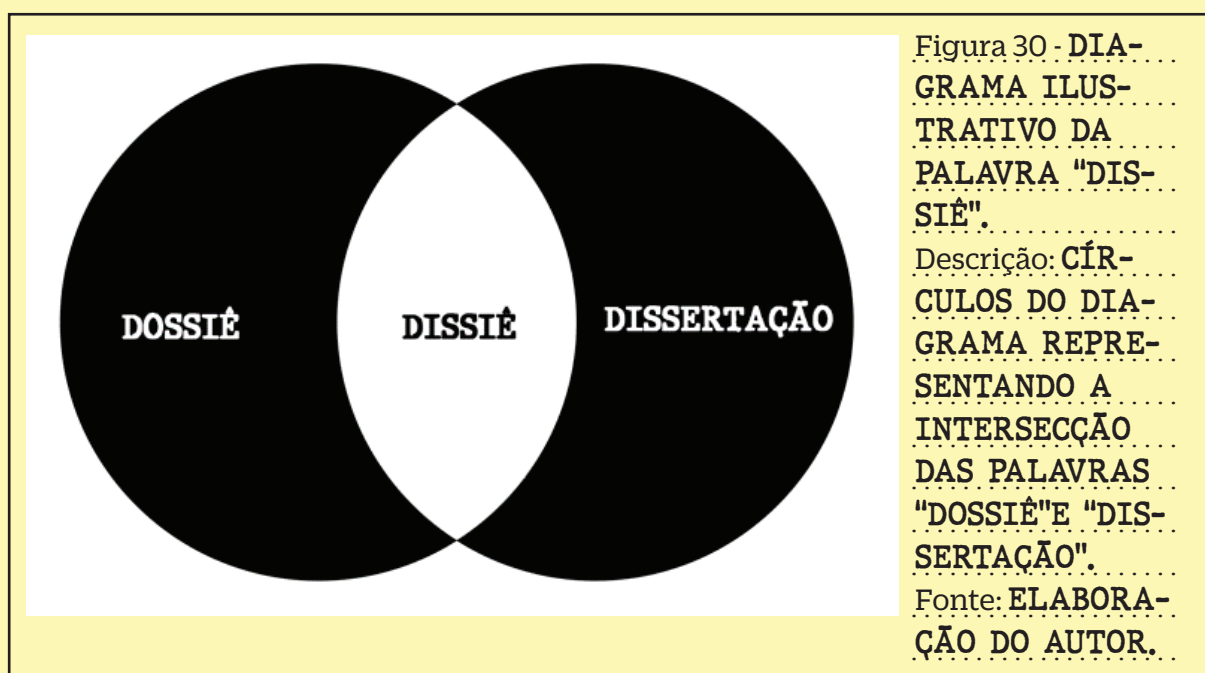 DOSSIÊ
DISSIÊ
DISSERTAÇÃO
Figura 30 - DIA-
GRAMA ILUS-
TRATIVO DA
PALAVRA "DIS-
SIÊ".
Descrição: CÍR-
CULOS DO DIA-
GRAMA REPRE-
SENTANDO A
INTERSECÇÃO
DAS PALAVRAS
"DOSSIÊ"E "DIS-
SERTAÇÃO".
Fonte: ELABORA-
ÇÃO DO AUTOR.